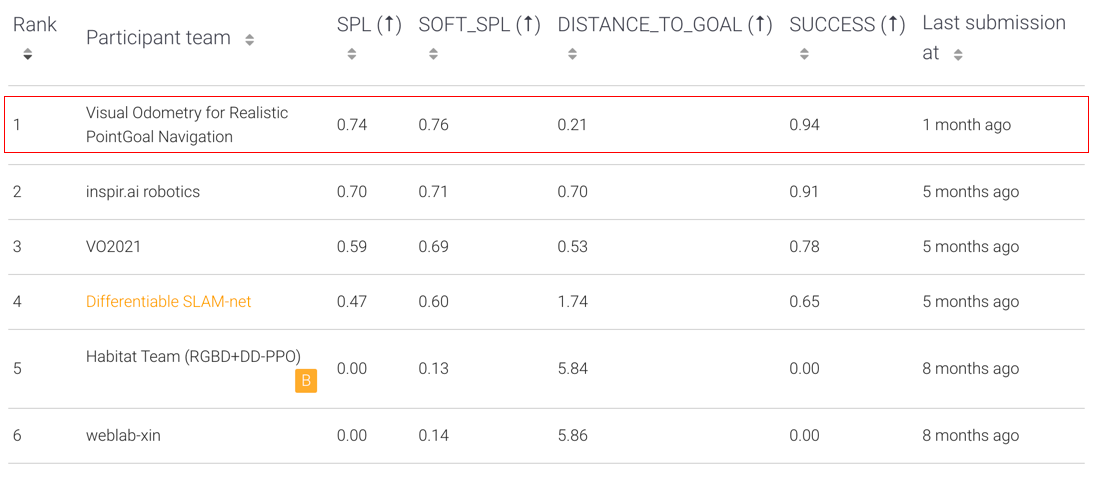 Rank Participant team SPL (↑) SOFT_SPL (↑) DISTANCE_TO_GOAL (↑) SUCCESS (↑) Last submission
at
1 Visual Odometry for Realistic
PointGoal Navigation 0.74 0.76 0.21 0.94 1 month ago
2 inspir.ai robotics 0.70 0.71 0.70 0.91 5 months ago
3 VO2021 0.59 0.69 0.53 0.78 5 months ago
4 Differentiable SLAM-net 0.47 0.60 1.74 0.65 5 months ago
5 Habitat Team (RGBD+DD-PPO) 0.00 0.13 5.84 0.00 8 months ago
B
6 weblab-xin 0.00 0.14 5.86 0.00 8 months ago